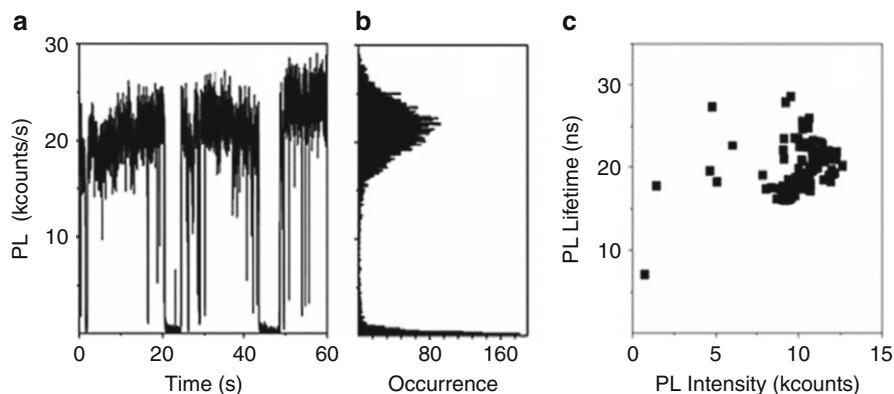 a
PL (kcounts/s)
30
20
10
0 20 40 60
Time (s)
b
80 160
Occurrence
c
PL Lifetime (ns)
30
20
10
0 5 10 15
PL Intensity (kcounts)